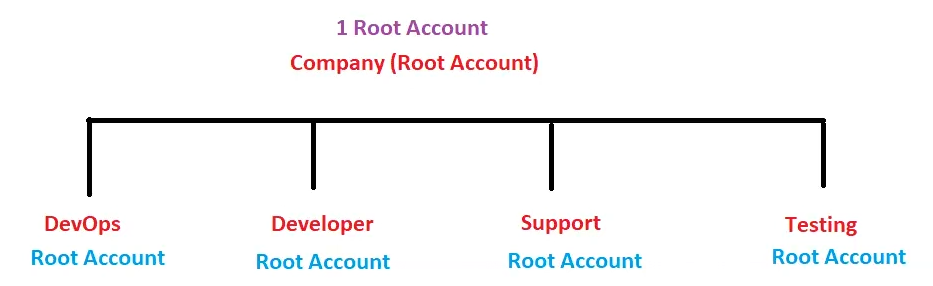 1 Root Account
Company (Root Account)
DevOps
Root Account
Developer
Root Account
Support
Root Account
Testing
Root Account